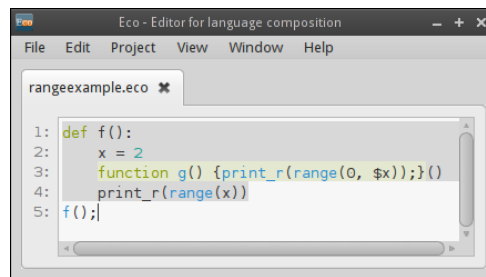 Eco Eco - Editor for language composition
File Edit Project View Window Help
rangeexample.eco
1: def f():
2:     x = 2
3:     function g() {print_r(range(0, $x));}()
4:     print_r(range(x))
5: f();